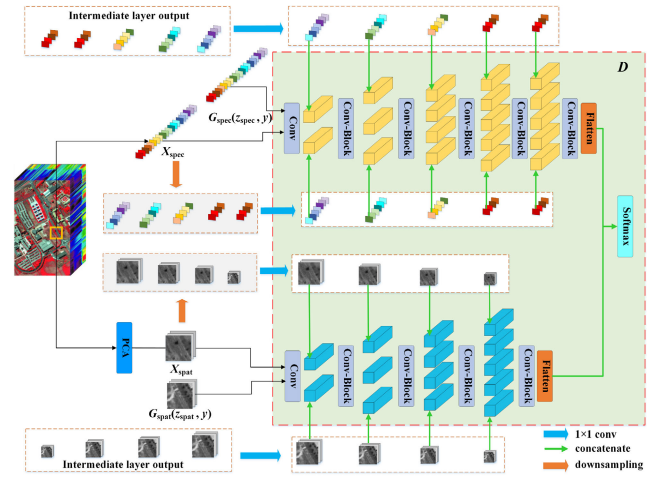 Intermediate layer output
D
G_spec(z_spec, y)
X_spec
Conv
Conv-Block
Conv-Block
Conv-Block
Conv-Block
Flatten
Softmax
PCA
X_spat
G_spat(z_spat, y)
Conv
Conv-Block
Conv-Block
Conv-Block
Conv-Block
Flatten
Intermediate layer output
1×1 conv
concatenate
downsampling